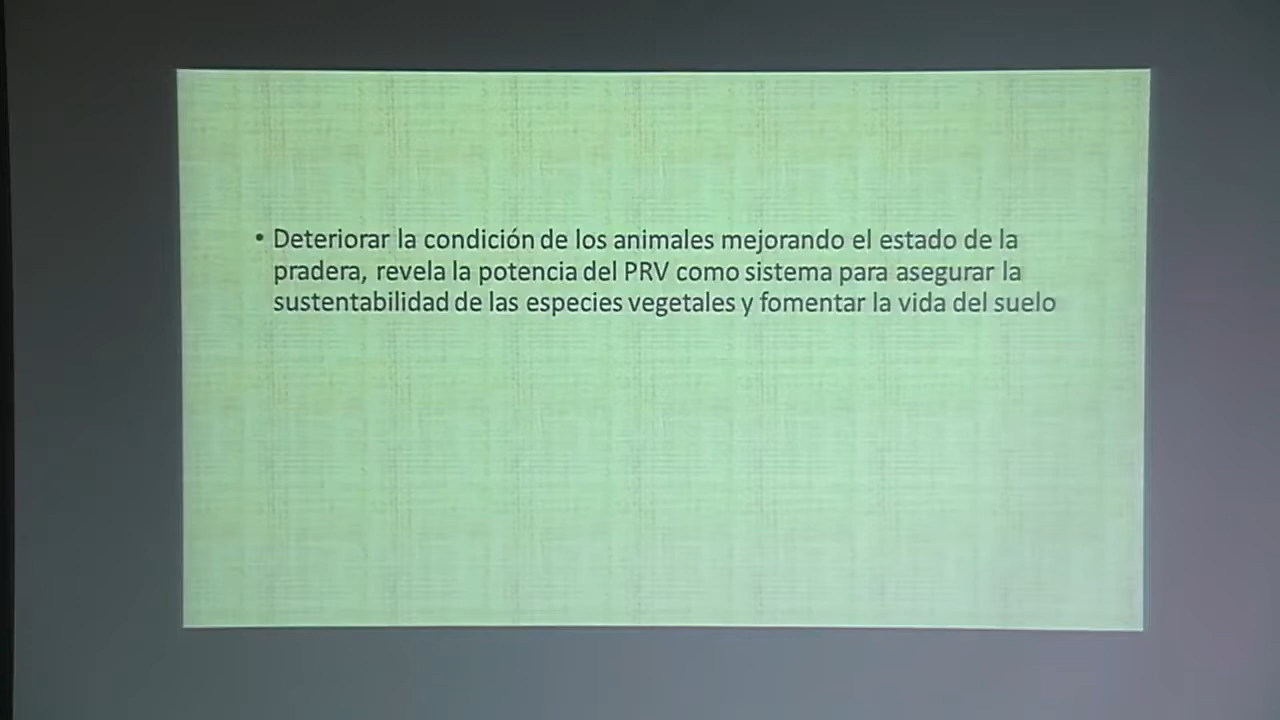 • Deteriorar la condición de los animales mejorando el estado de la
pradera, revela la potencia del PRV como sistema para asegurar la
sustentabilidad de las especies vegetales y fomentar la vida del suelo